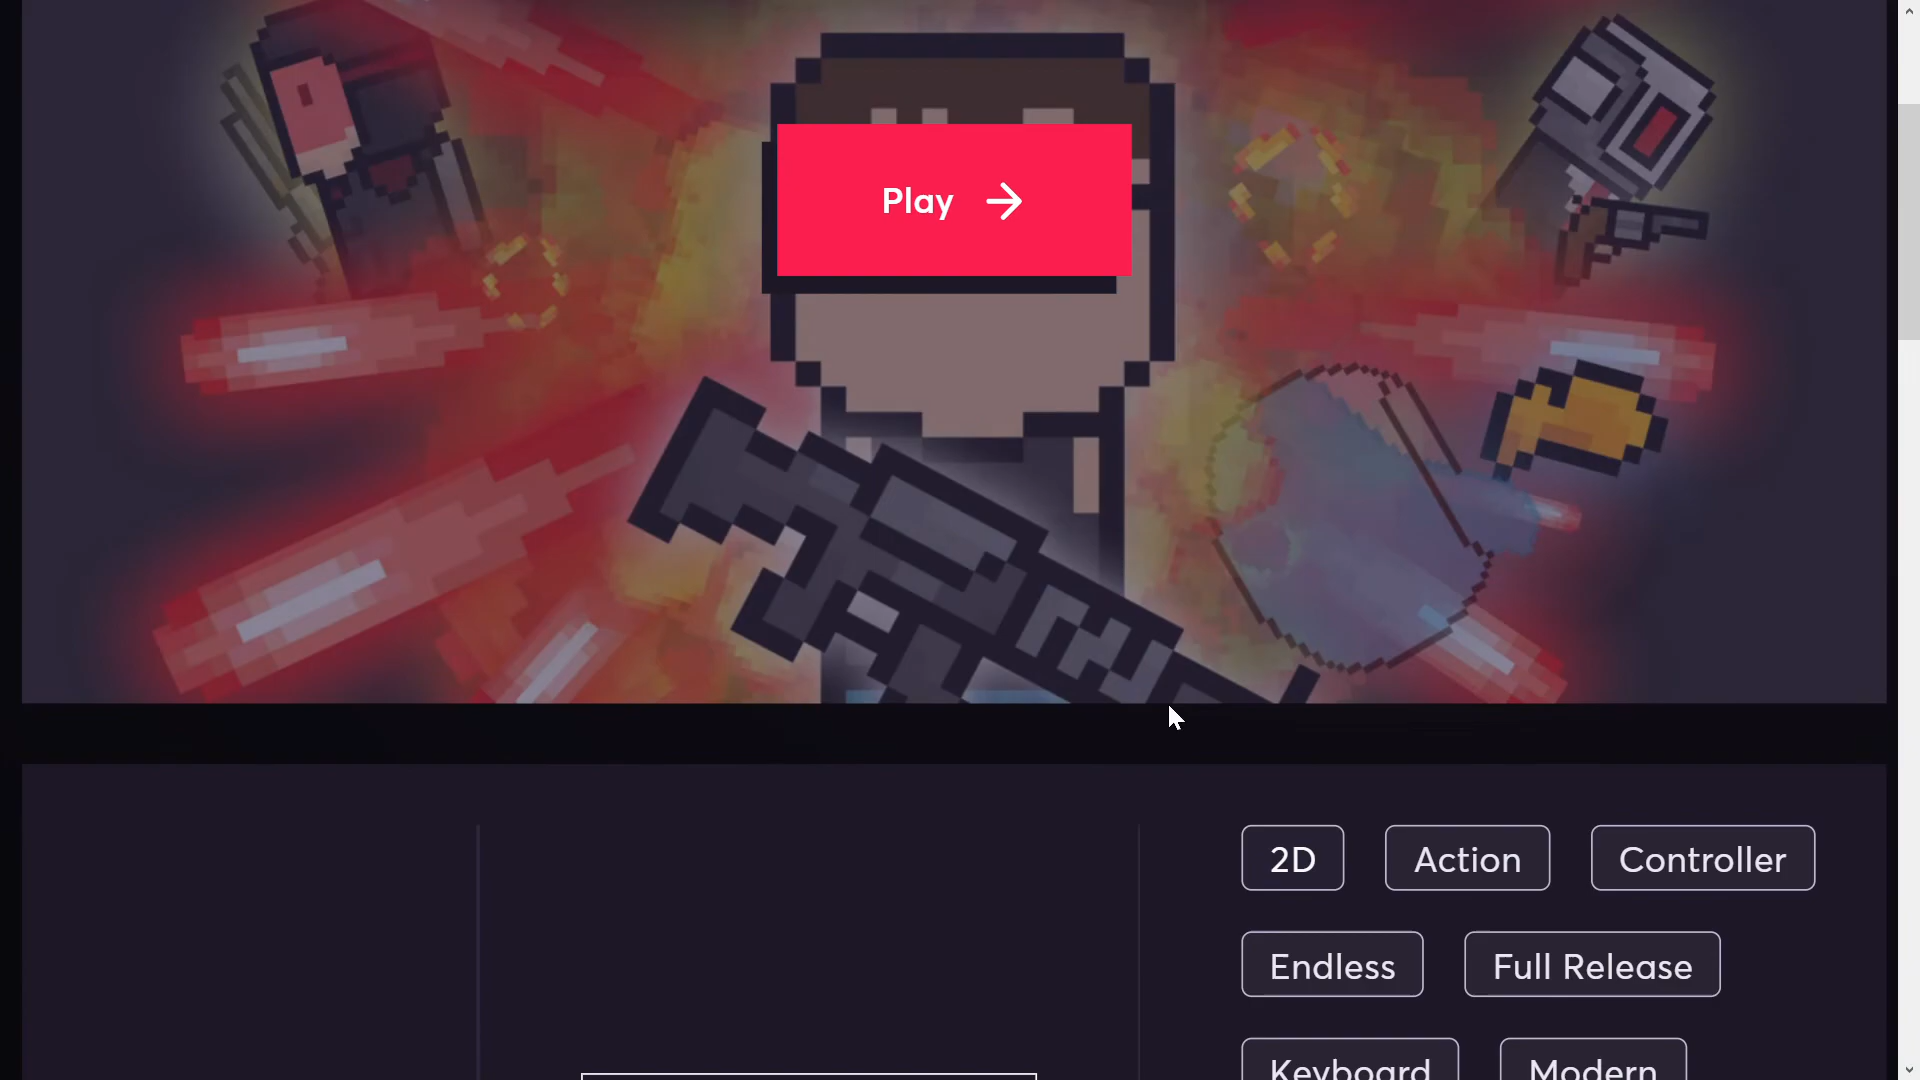 Play
2D Action Controller
Endless Full Release
Keyboard Modern